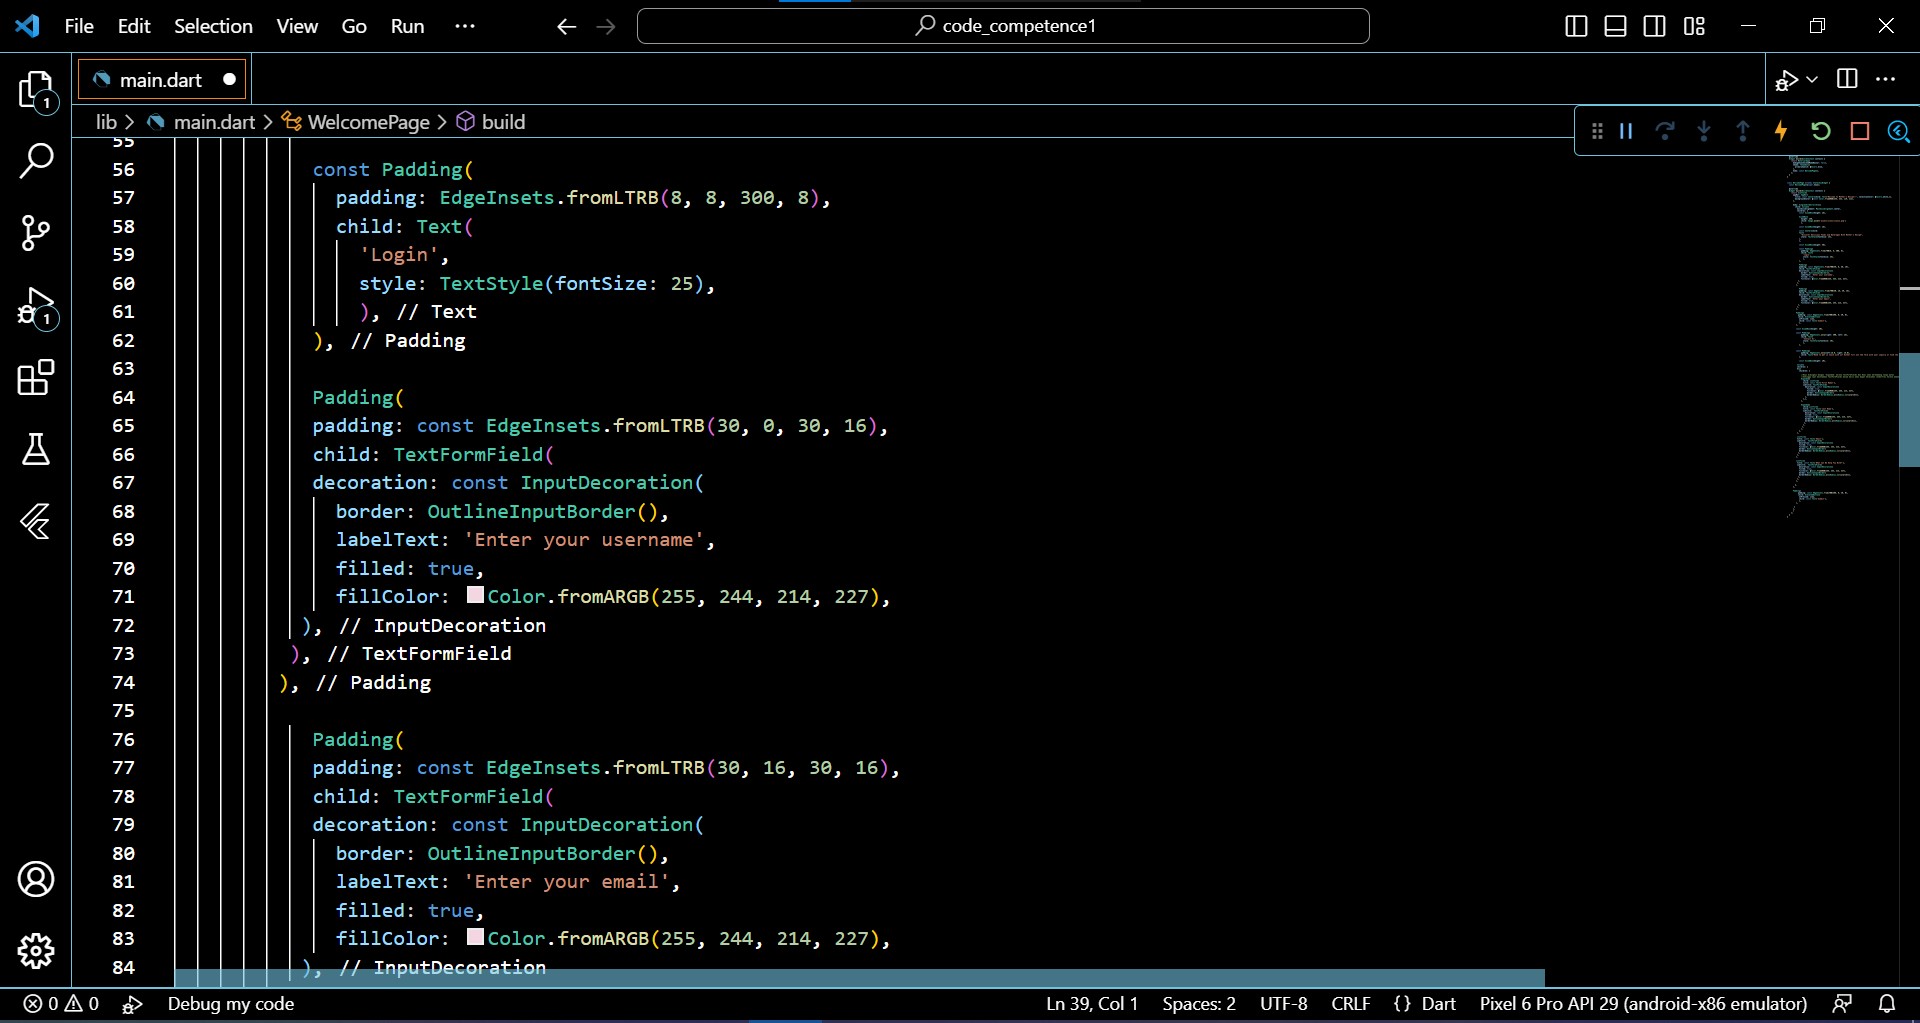 File Edit Selection View Go Run ···
code_competence1
main.dart
lib > main.dart > WelcomePage > build
55
56 const Padding(
57 padding: EdgeInsets.fromLTRB(8, 8, 300, 8),
58 child: Text(
59 'Login',
60 style: TextStyle(fontSize: 25),
61 ), // Text
62 ), // Padding
63
64 Padding(
65 padding: const EdgeInsets.fromLTRB(30, 0, 30, 16),
66 child: TextFormField(
67 decoration: const InputDecoration(
68 border: OutlineInputBorder(),
69 labelText: 'Enter your username',
70 filled: true,
71 fillColor: Color.fromARGB(255, 244, 214, 227),
72 ), // InputDecoration
73 ), // TextFormField
74 ), // Padding
75
76 Padding(
77 padding: const EdgeInsets.fromLTRB(30, 16, 30, 16),
78 child: TextFormField(
79 decoration: const InputDecoration(
80 border: OutlineInputBorder(),
81 labelText: 'Enter your email',
82 filled: true,
83 fillColor: Color.fromARGB(255, 244, 214, 227),
84 ), // InputDecoration
1
1
0 0 Debug my code Ln 39, Col 1 Spaces: 2 UTF-8 CRLF {} Dart Pixel 6 Pro API 29 (android-x86 emulator)